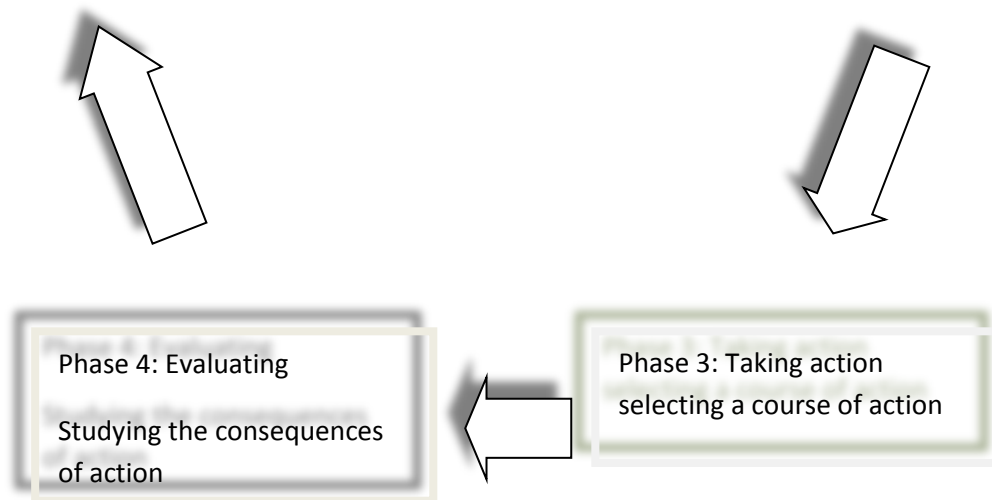 Phase 4: Evaluating
Studying the consequences
of action
Phase 3: Taking action
selecting a course of action